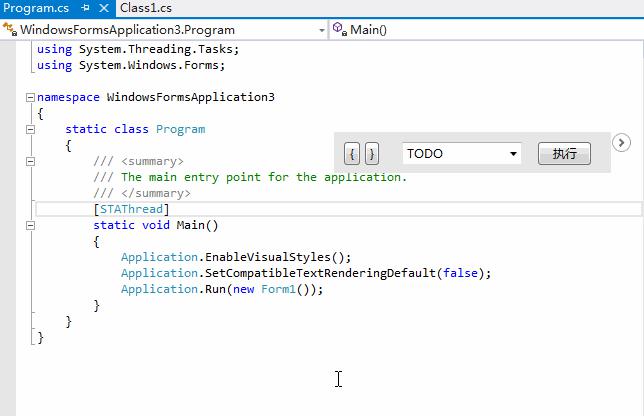 Program.cs Class1.cs
WindowsFormsApplication3.Program Main()
using System.Threading.Tasks;
using System.Windows.Forms;
namespace WindowsFormsApplication3
{
static class Program
{
{ } TODO 执行
/// <summary>
/// The main entry point for the application.
/// </summary>
[STAThread]
static void Main()
{
Application.EnableVisualStyles();
Application.SetCompatibleTextRenderingDefault(false);
Application.Run(new Form1());
}
}
}